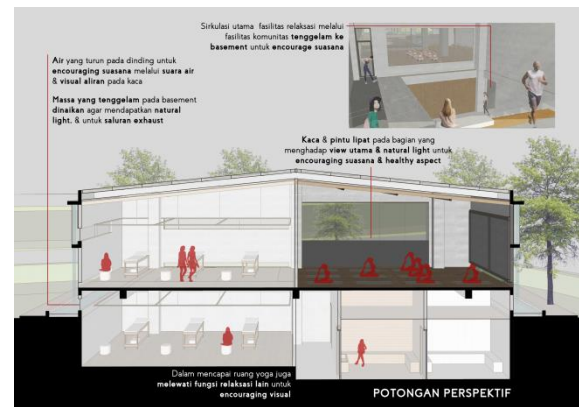 Sirkulasi utama fasilitas relaksasi melalui
fasilitas komunitas tenggelam ke
basement untuk encourage suasana
Air yang turun pada dinding untuk
encouraging suasana melalui suara air
& visual aliran pada kaca
Massa yang tenggelam pada basement
dinaikan agar mendapatkan natural
light, & untuk saluran exhaust
Kaca & pintu lipat pada bagian yang
menghadap view utama & natural light untuk
encouraging suasana & healthy aspect
Dalam mencapai ruang yoga juga
melewati fungsi relaksasi lain untuk
encouraging visual
POTONGAN PERSPEKTIF